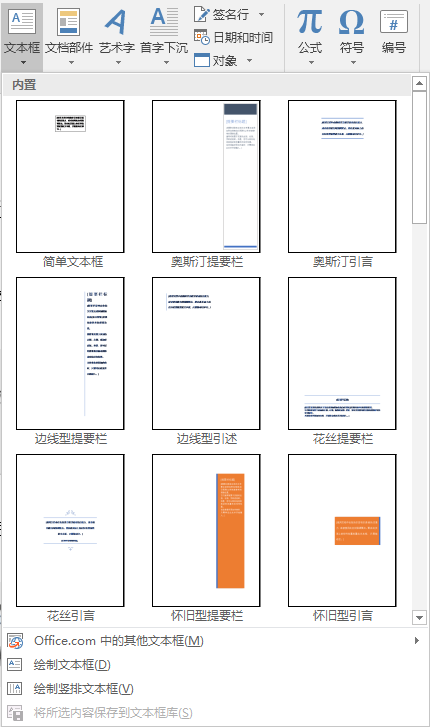 签名行
日期和时间
对象
文本框 文档部件 艺术字 首字下沉 公式 符号 编号
内置
简单文本框 奥斯汀提要栏 奥斯汀引言
边线型提要栏 边线型引述 花丝提要栏
花丝引言 怀旧型提要栏 怀旧型引言
Office.com 中的其他文本框(M)
绘制文本框(D)
绘制竖排文本框(V)
将所选内容保存到文本框库(S)